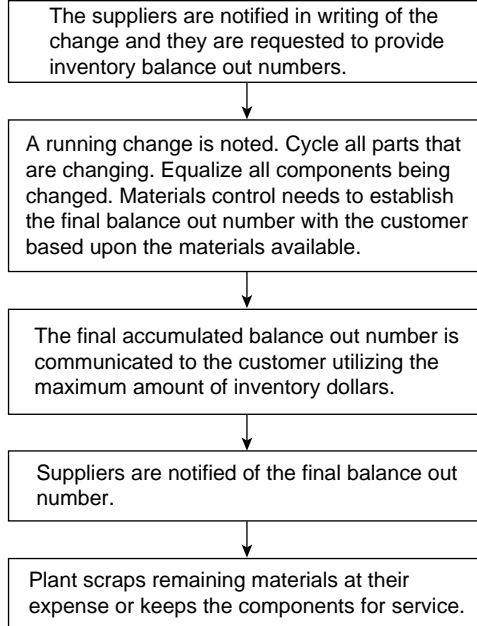 The suppliers are notified in writing of the
change and they are requested to provide
inventory balance out numbers.
A running change is noted. Cycle all parts that
are changing. Equalize all components being
changed. Materials control needs to establish
the final balance out number with the customer
based upon the materials available.
The final accumulated balance out number is
communicated to the customer utilizing the
maximum amount of inventory dollars.
Suppliers are notified of the final balance out
number.
Plant scraps remaining materials at their
expense or keeps the components for service.